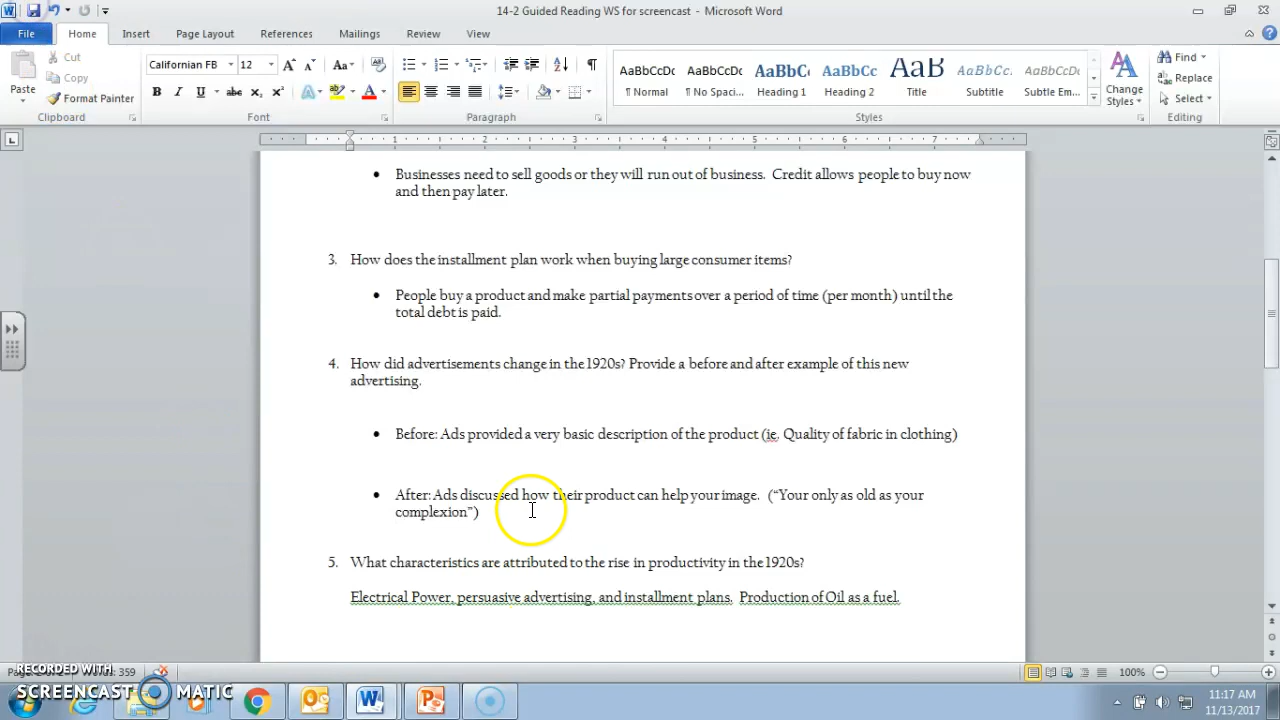 14-2 Guided Reading WS for screencast - Microsoft Word
File Home Insert Page Layout References Mailings Review View
Paste Cut Copy Format Painter Clipboard
Californian FB 12 Font
Paragraph
AaBbCcDc ¶ Normal AaBbCcDc ¶ No Spaci... AaBbC Heading 1 AaBbCc Heading 2 AaB Title AaBbCc. Subtitle AaBbCcDc Subtle Em... Change Styles Styles
Find Replace Select Editing
1 2 3 4 5 6 7
• Businesses need to sell goods or they will run out of business. Credit allows people to buy now
and then pay later.
3. How does the installment plan work when buying large consumer items?
• People buy a product and make partial payments over a period of time (per month) until the
total debt is paid.
4. How did advertisements change in the 1920s? Provide a before and after example of this new
advertising.
• Before: Ads provided a very basic description of the product (ie. Quality of fabric in clothing)
• After: Ads discussed how their product can help your image. (“Your only as old as your
complexion”)
5. What characteristics are attributed to the rise in productivity in the 1920s?
Electrical Power, persuasive advertising, and installment plans. Production of Oil as a fuel.
RECORDED WITH
Words: 359 100%
SCREENCAST MATIC
11:17 AM
11/13/2017